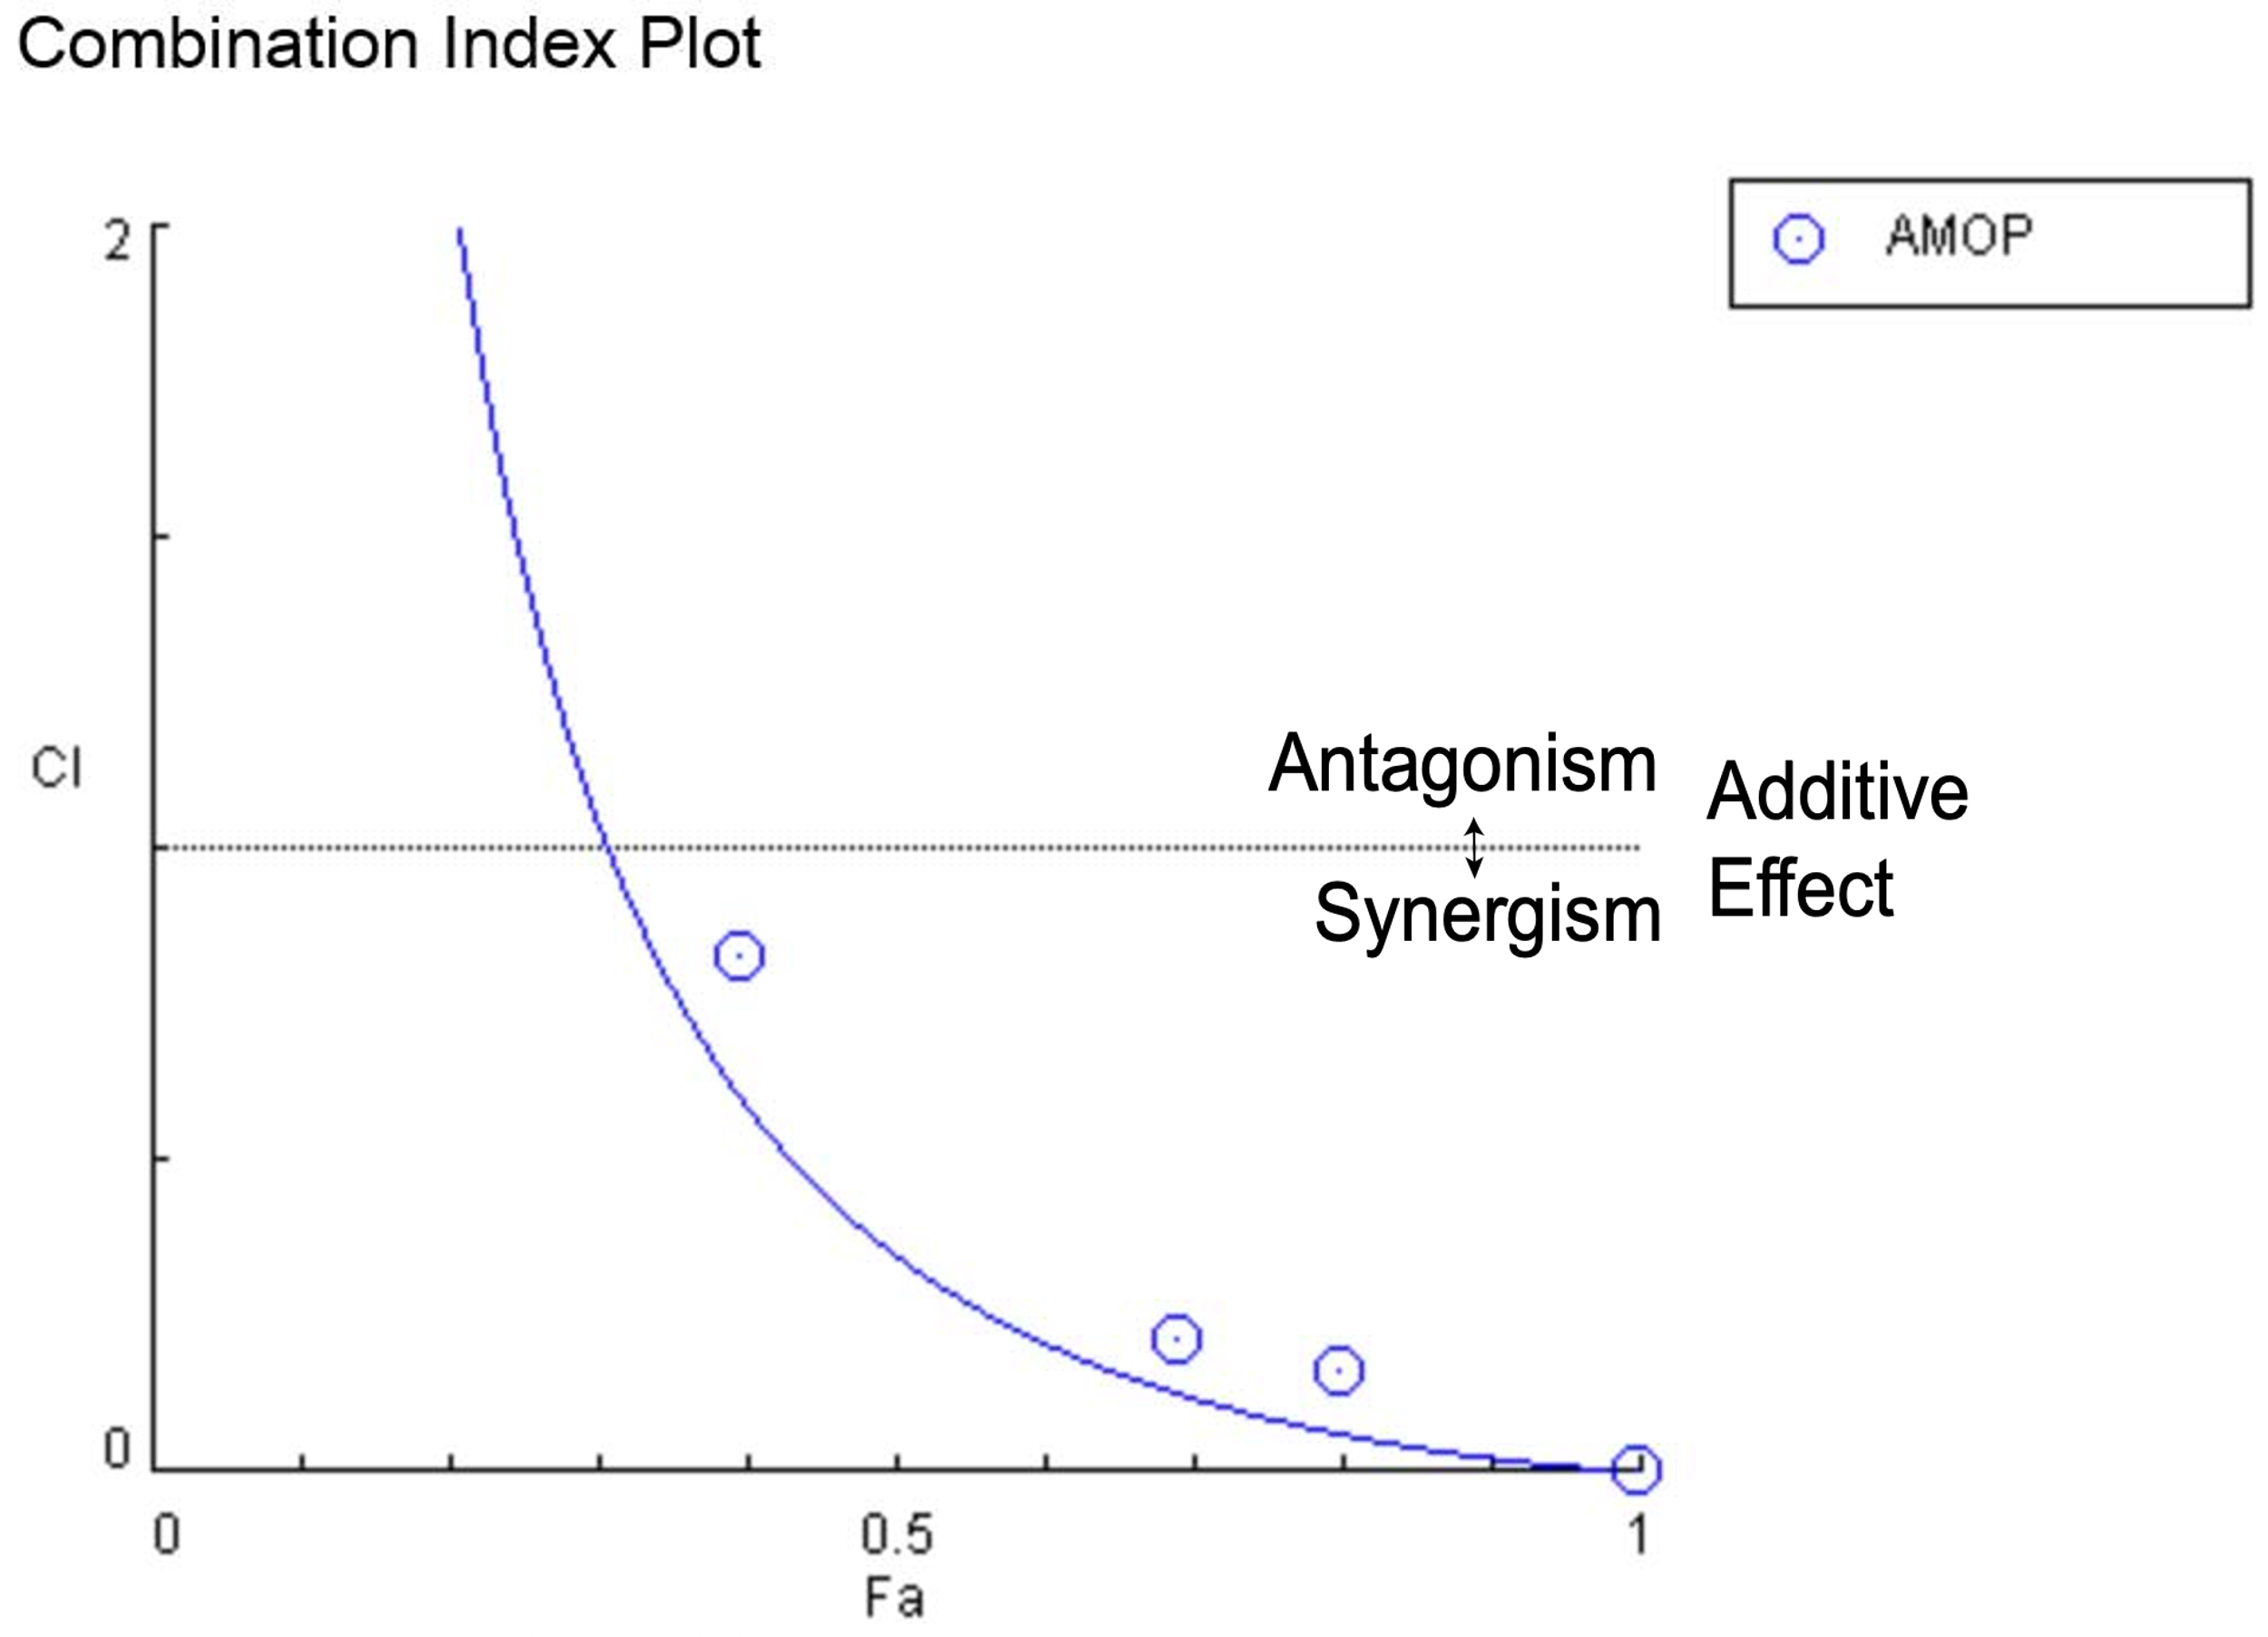 Combination Index Plot
AMOP
2
CI
Antagonism
Synergism
Additive
Effect
0
0
0.5
1
Fa